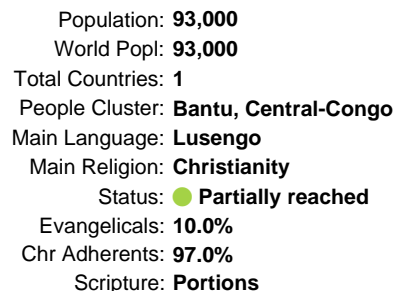 Population: 93,000
World Popl: 93,000
Total Countries: 1
People Cluster: Bantu, Central-Congo
Main Language: Lusengo
Main Religion: Christianity
Status: Partially reached
Evangelicals: 10.0%
Chr Adherents: 97.0%
Scripture: Portions